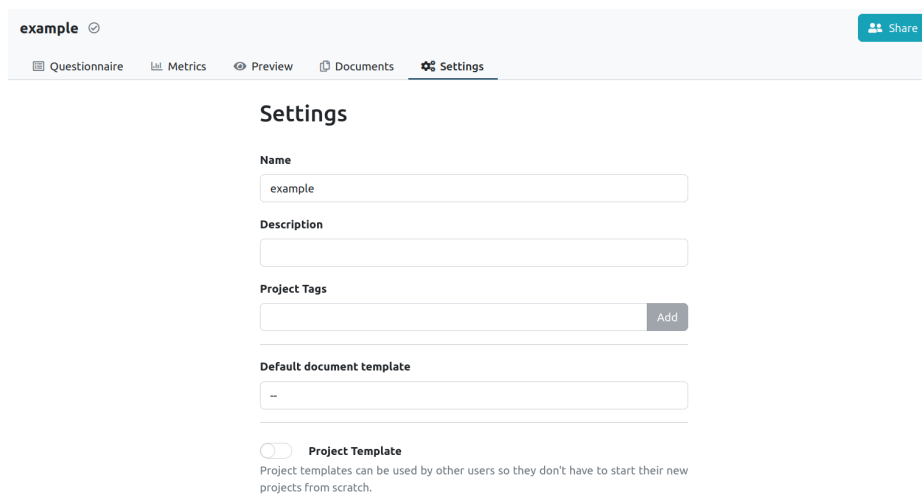 example
Share
Questionnaire
Metrics
Preview
Documents
Settings
Settings
Name
example
Description
Project Tags
Add
Default document template
--
Project Template
Project templates can be used by other users so they don't have to start their new
projects from scratch.